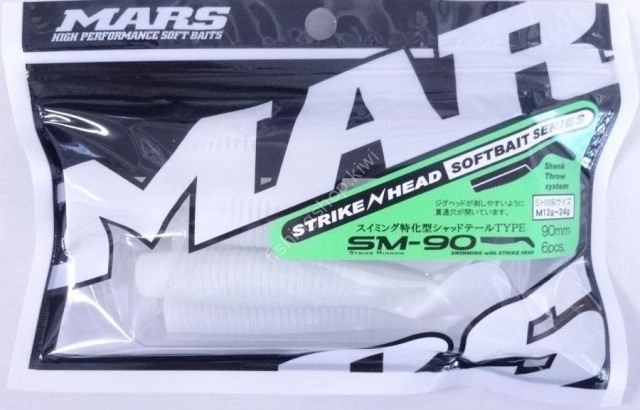 MARS
HIGH PERFORMANCE SOFT BAITS
MAR
STRIKE N HEAD SOFTBAIT SERIES
Shank
Throw
system
ジグヘッドが刺しやすいように
貫通穴が開いています。
SH対応サイズ
M12g~24g
スイミング特化型シャッドテールTYPE
SM-90
STRIKE MINNOW
SWIMMING with STRIKE HEAD
90mm
6pcs.